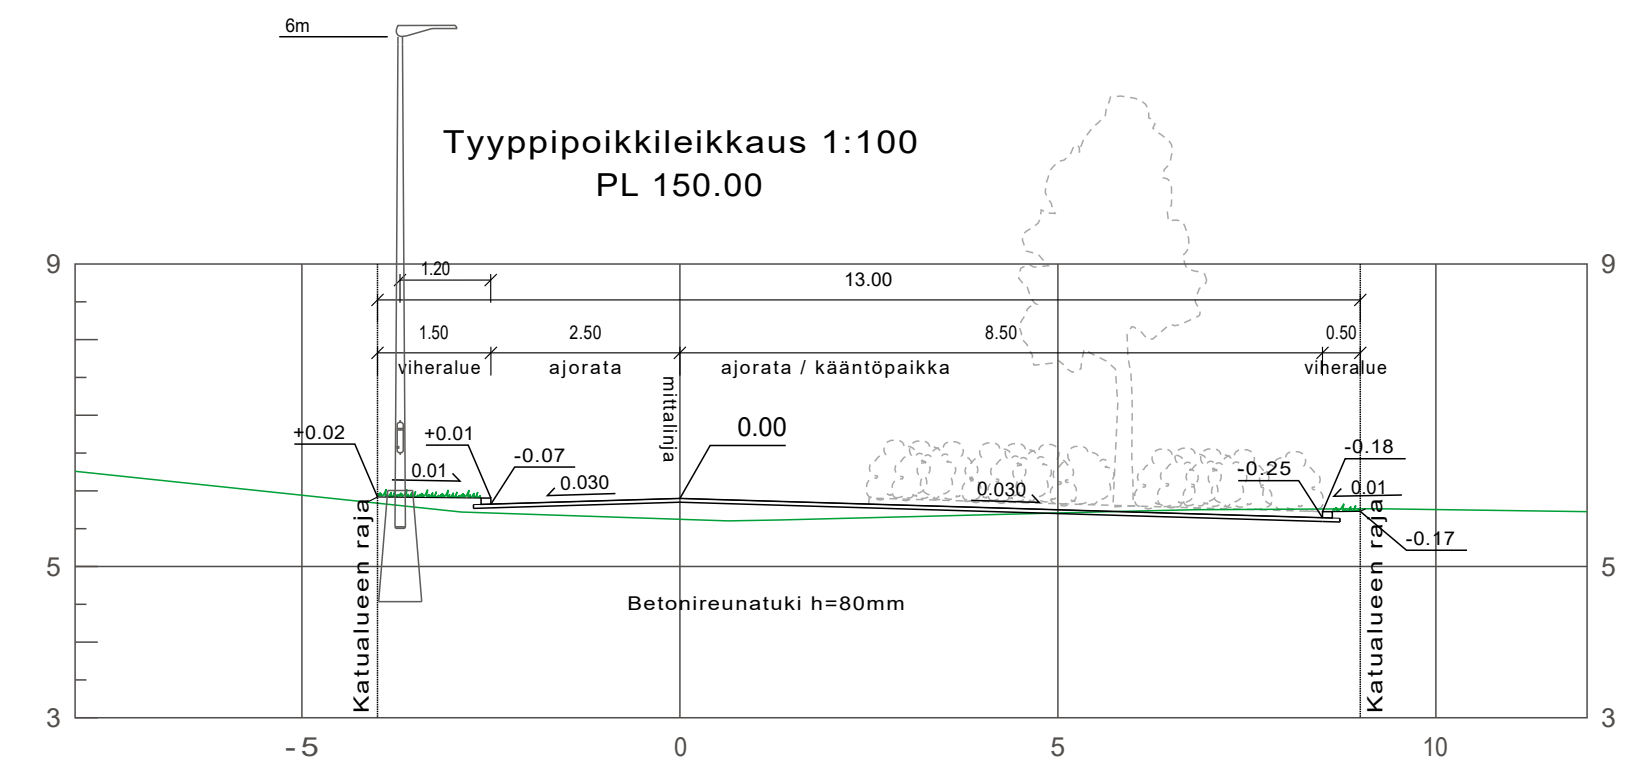 6m
Tyyppipoikkileikkaus 1:100
PL 150.00
9
9
1.20
13.00
1.50
2.50
8.50
0.50
viheralue
ajorata
ajorata / kääntöpaikka
viheralue
mittalinja
+0.02
+0.01
0.00
-0.07
-0.18
0.01
0.030
0.030
-0.25
0.01
-0.17
Katualueen raja
Katualueen raja
5
5
Betonireunatuki h=80mm
3
3
-5
0
5
10